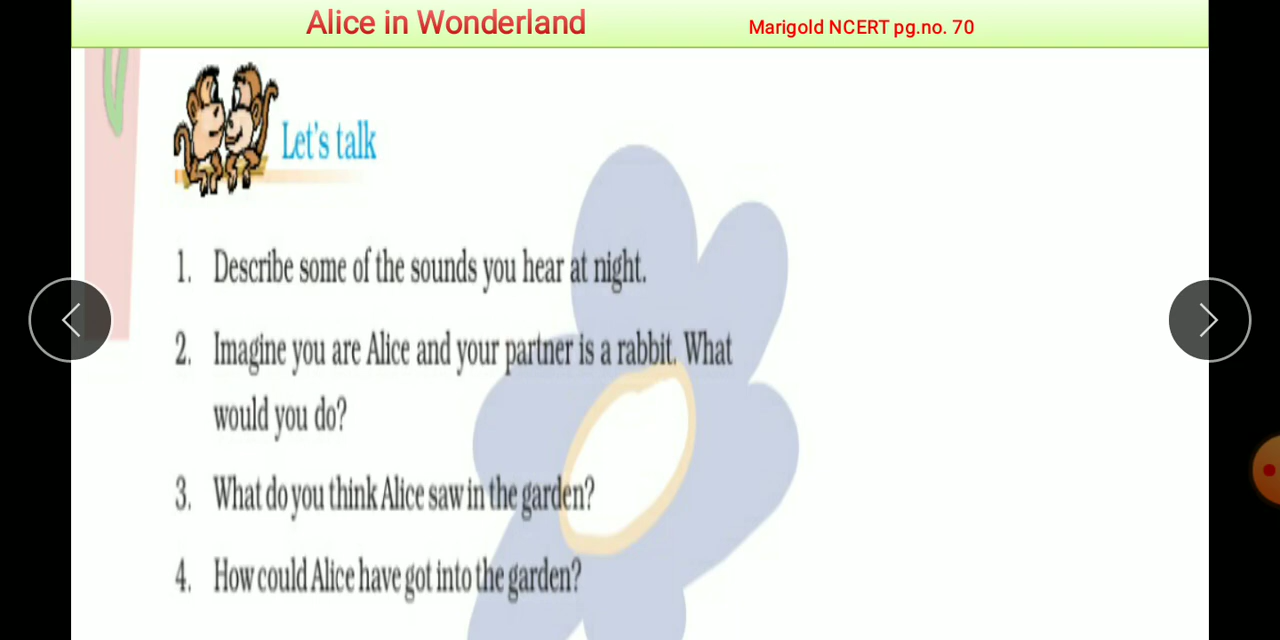 Alice in Wonderland Marigold NCERT pg.no. 70
Let's talk
1. Describe some of the sounds you hear at night.
2. Imagine you are Alice and your partner is a rabbit. What
would you do?
3. What do you think Alice saw in the garden?
4. How could Alice have got into the garden?